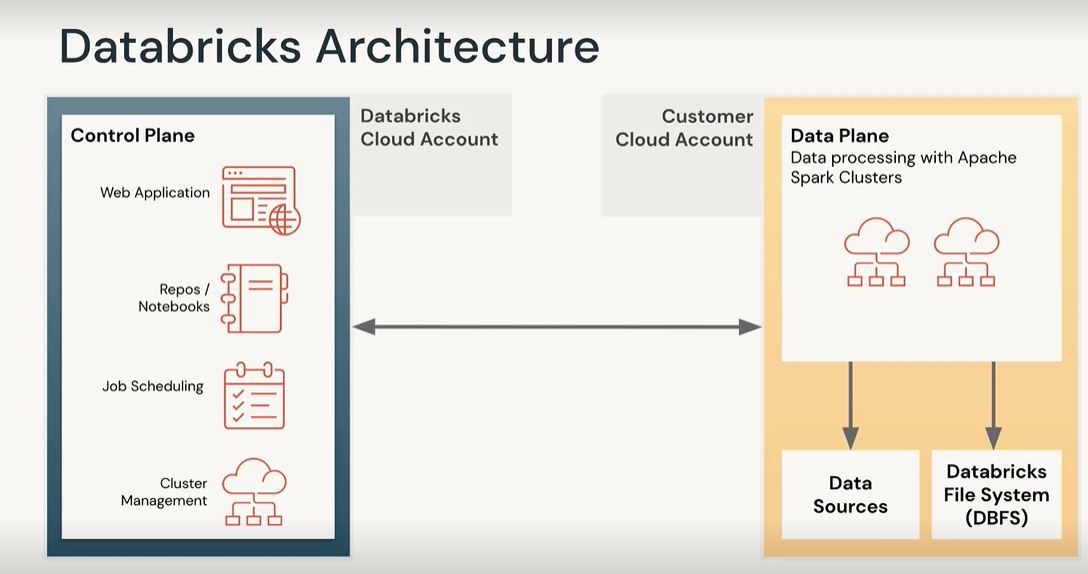 Databricks Architecture
Control Plane
Web Application
Repos /
Notebooks
Job Scheduling
Cluster
Management
Databricks
Cloud Account
Customer
Cloud Account
Data Plane
Data processing with Apache
Spark Clusters
Data
Sources
Databricks
File System
(DBFS)